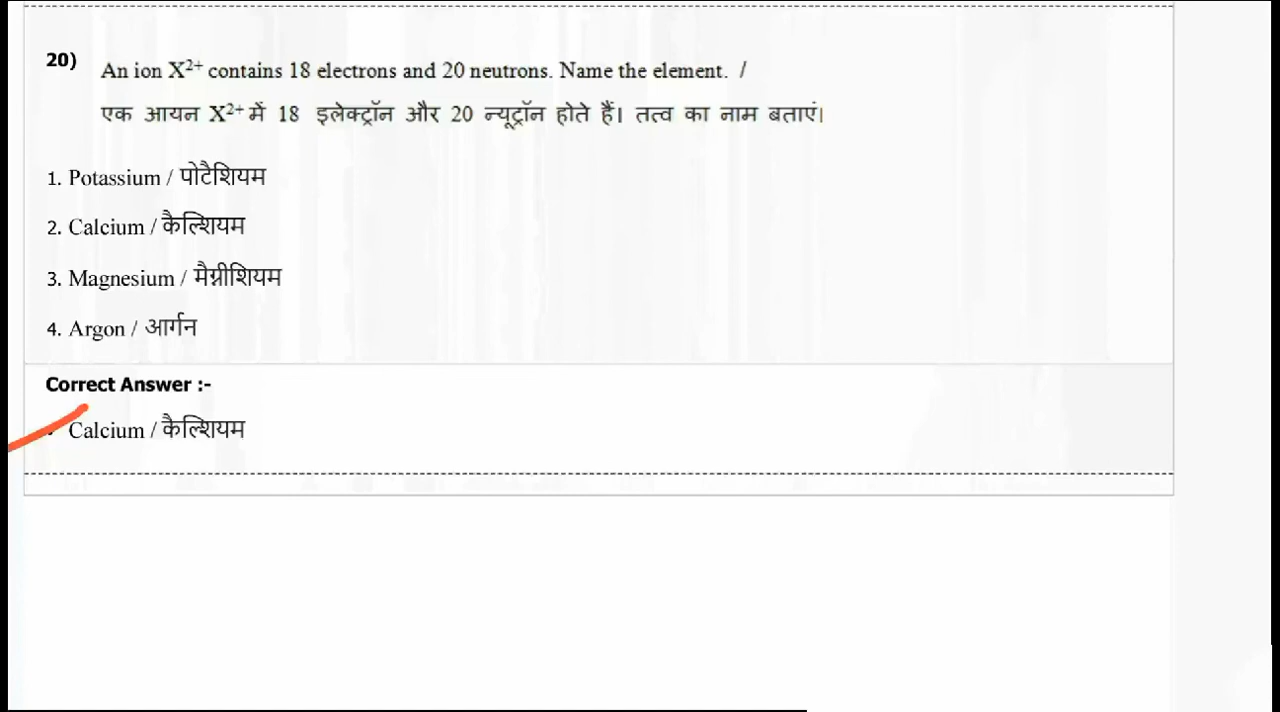 20)
An ion X²⁺ contains 18 electrons and 20 neutrons. Name the element. /
एक आयन X²⁺ में 18 इलेक्ट्रॉन और 20 न्यूट्रॉन होते हैं। तत्व का नाम बताएं।
1. Potassium / पोटैशियम
2. Calcium / कैल्शियम
3. Magnesium / मैग्नीशियम
4. Argon / आर्गन
Correct Answer :-
• Calcium / कैल्शियम